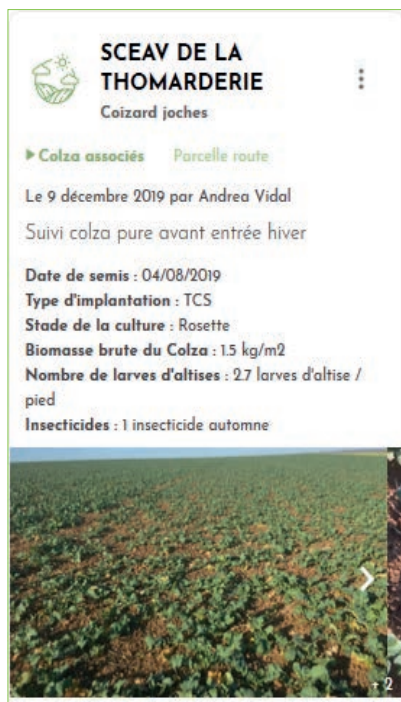 SCEAV DE LA
THOMARDERIE
Coizard joches
Colza associés Parcelle route
Le 9 décembre 2019 par Andrea Vidal
Suivi colza pure avant entrée hiver
Date de semis : 04/08/2019
Type d'implantation : TCS
Stade de la culture : Rosette
Biomasse brute du Colza : 1.5 kg/m2
Nombre de larves d'altises : 2.7 larves d'altise /
pied
Insecticides : 1 insecticide automne
+ 2